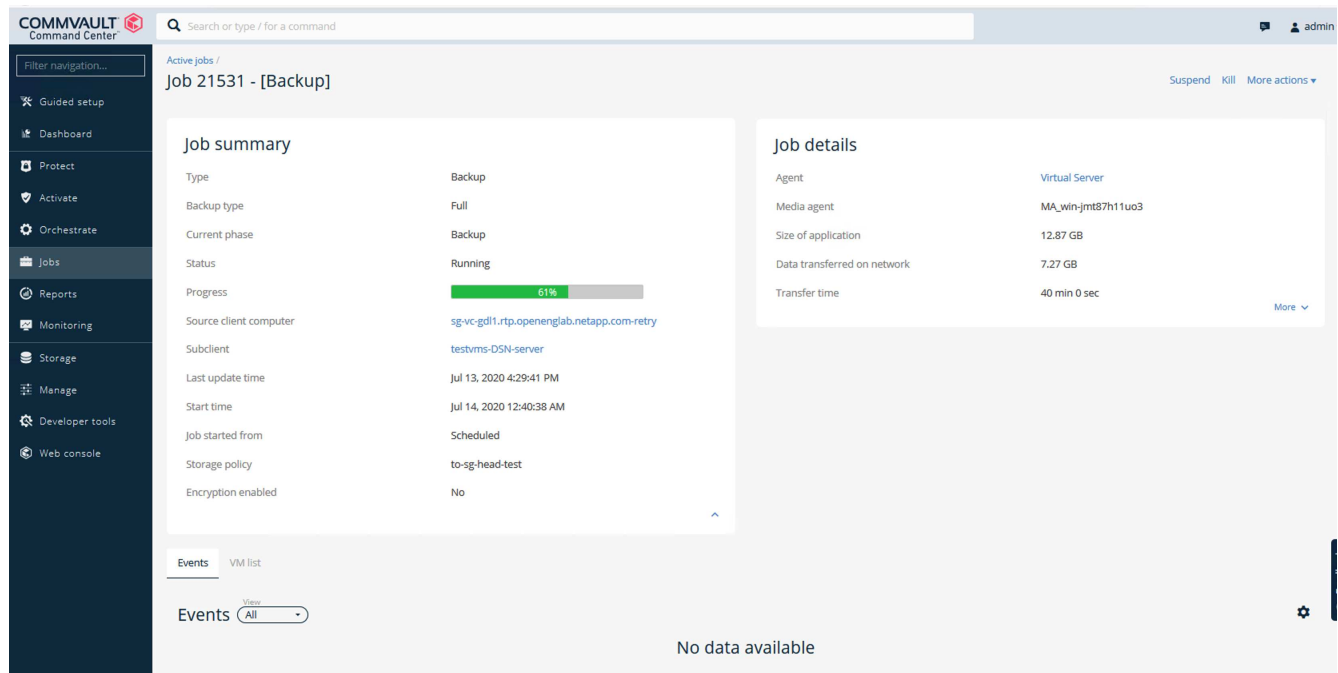 COMMVAULT
Command Center™
Search or type / for a command
admin
Filter navigation...
Guided setup
Dashboard
Protect
Activate
Orchestrate
Jobs
Reports
Monitoring
Storage
Manage
Developer tools
Web console
Active jobs /
Job 21531 - [Backup]
Suspend Kill More actions
Job summary
Type Backup
Backup type Full
Current phase Backup
Status Running
Progress 61%
Source client computer sg-vc-gdl1.rtp.openenglab.netapp.com-retry
Subclient testvms-DSN-server
Last update time Jul 13, 2020 4:29:41 PM
Start time Jul 14, 2020 12:40:38 AM
Job started from Scheduled
Storage policy to-sg-head-test
Encryption enabled No
Job details
Agent Virtual Server
Media agent MA_win-jmt87h11uo3
Size of application 12.87 GB
Data transferred on network 7.27 GB
Transfer time 40 min 0 sec
More
Events VM list
View
Events All
No data available